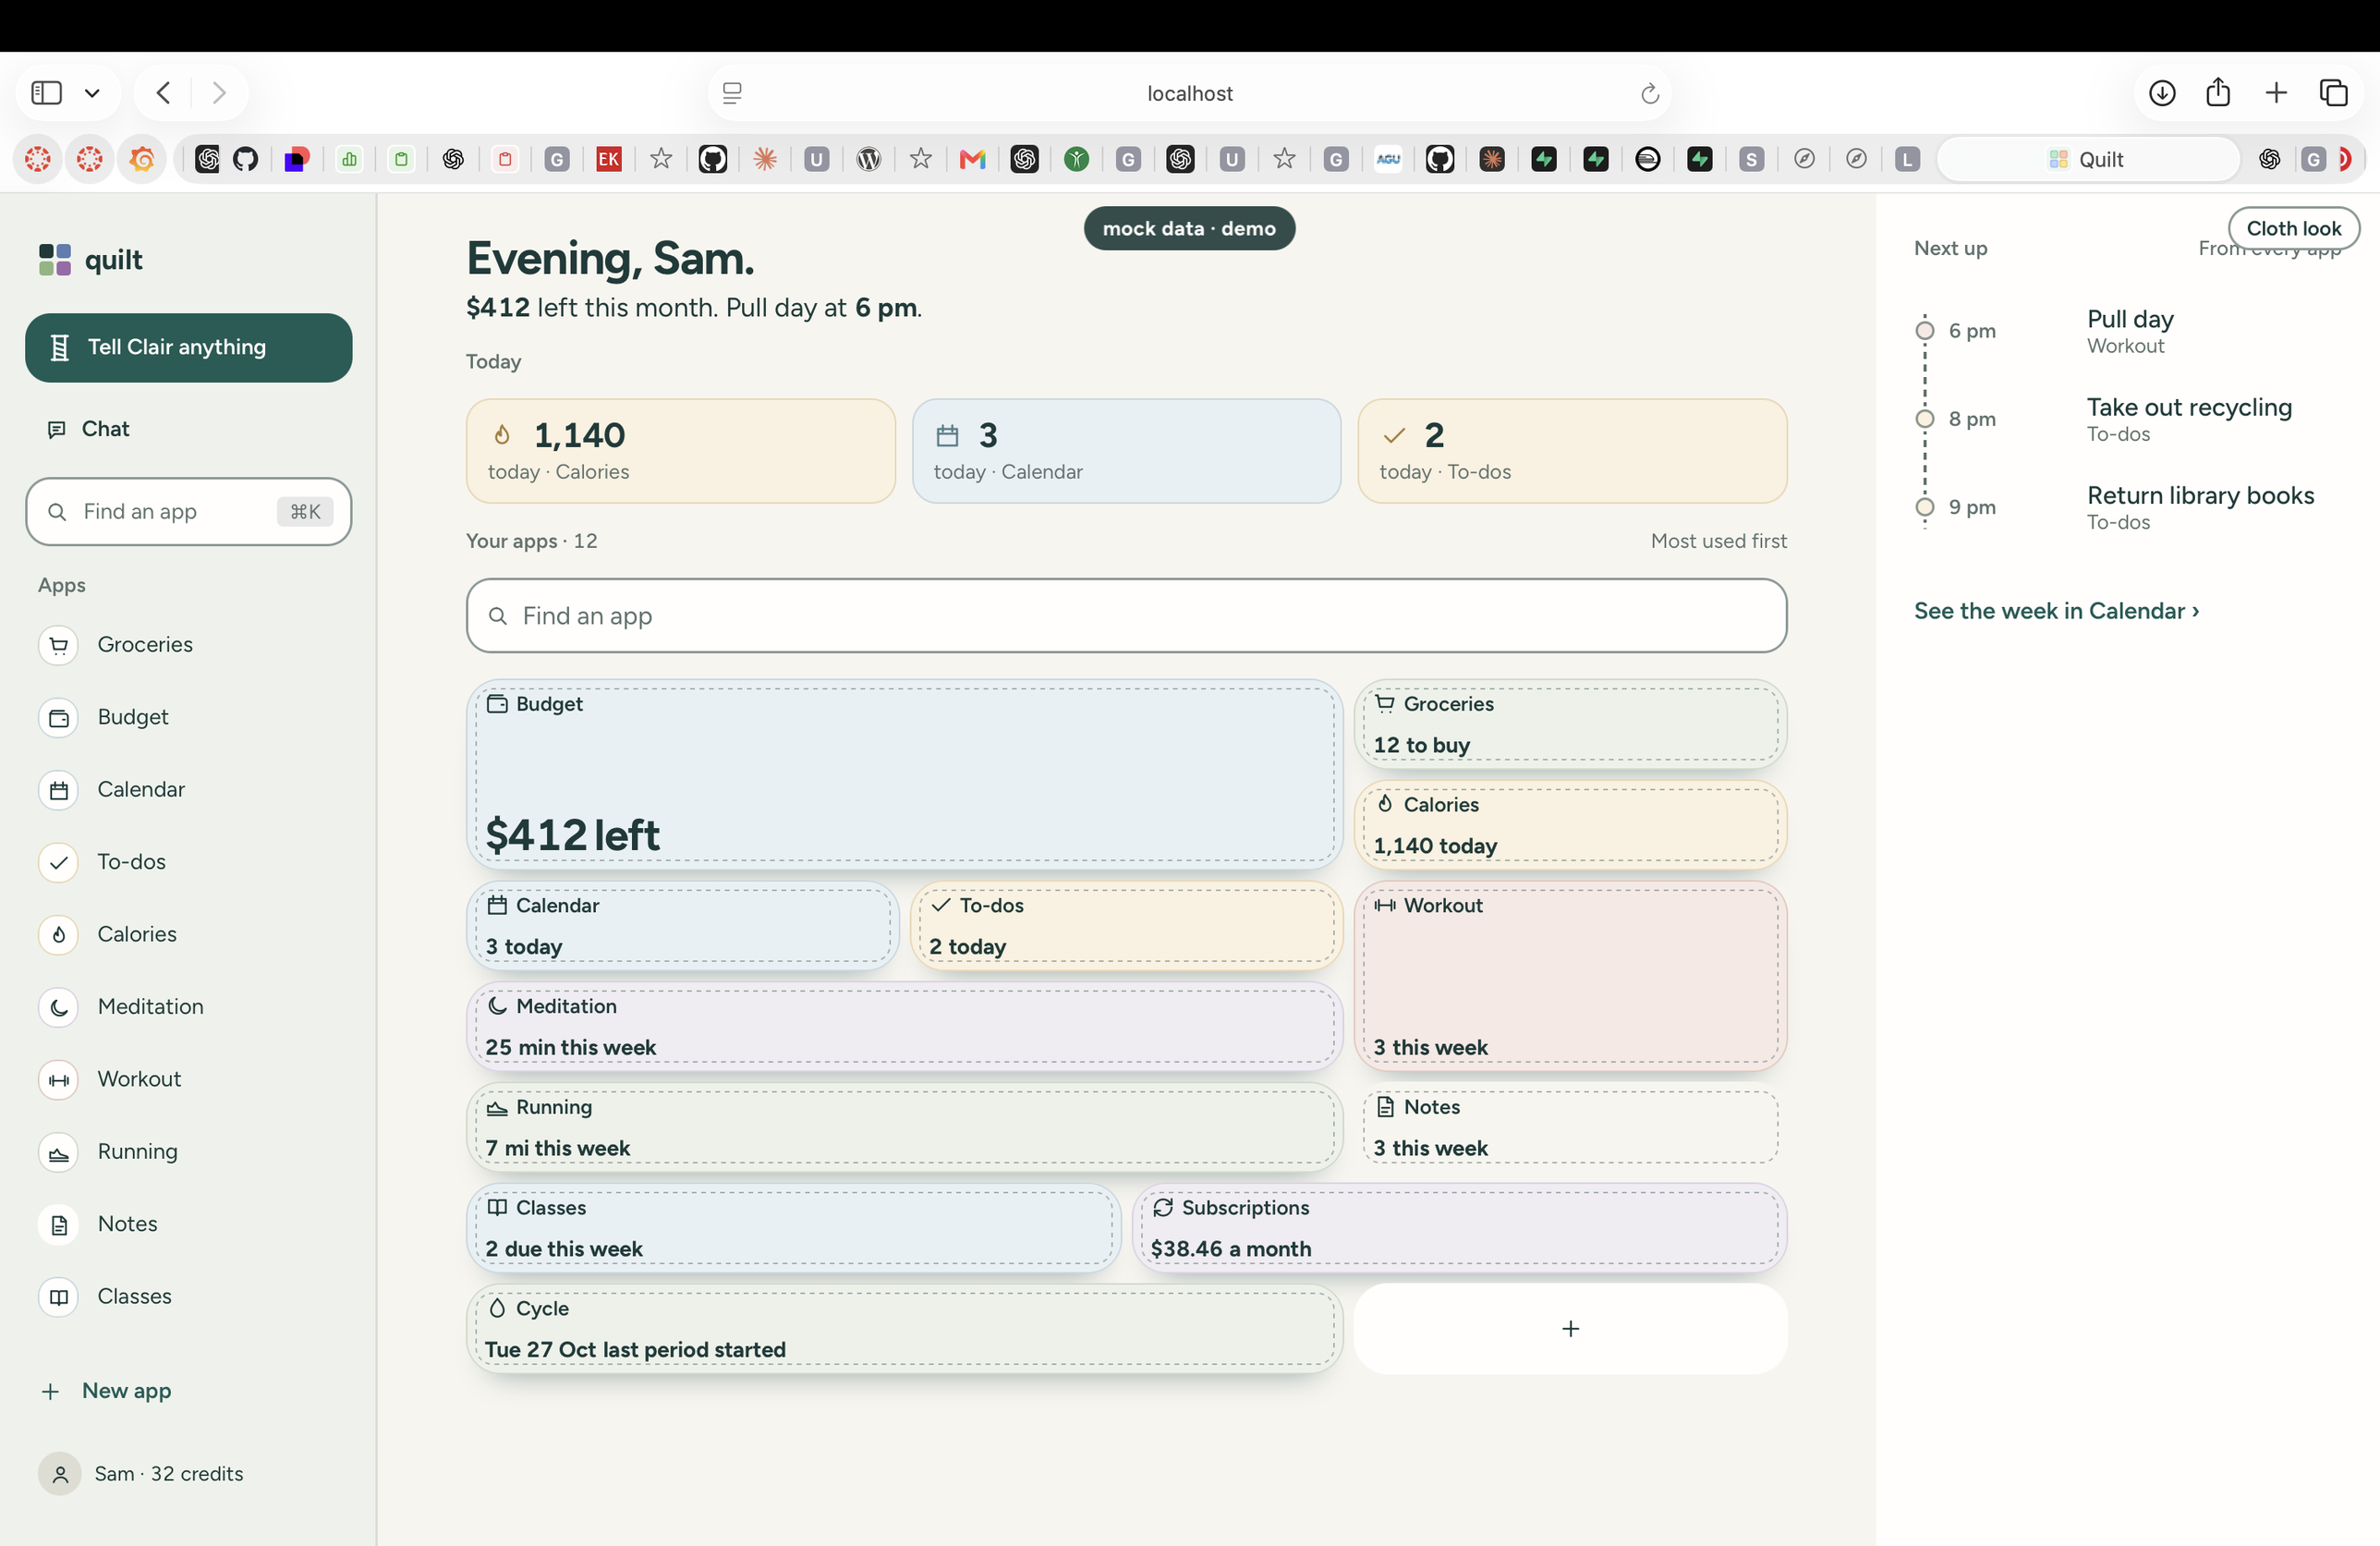 localhost
EK
G
U
G
U
G
AGU
S
L
Quilt
G
quilt
Tell Clair anything
Chat
Find an app ⌘K
Apps
Groceries
Budget
Calendar
To-dos
Calories
Meditation
Workout
Running
Notes
Classes
+ New app
Sam · 32 credits
mock data · demo
Evening, Sam.
$412 left this month. Pull day at 6 pm.
Today
1,140
today · Calories
3
today · Calendar
2
today · To-dos
Your apps · 12
Most used first
Find an app
Budget
$412 left
Groceries
12 to buy
Calories
1,140 today
Calendar
3 today
To-dos
2 today
Workout
3 this week
Meditation
25 min this week
Running
7 mi this week
Notes
3 this week
Classes
2 due this week
Subscriptions
$38.46 a month
Cycle
Tue 27 Oct last period started
+
Cloth look
Next up
From every app
6 pm
Pull day
Workout
8 pm
Take out recycling
To-dos
9 pm
Return library books
To-dos
See the week in Calendar ›